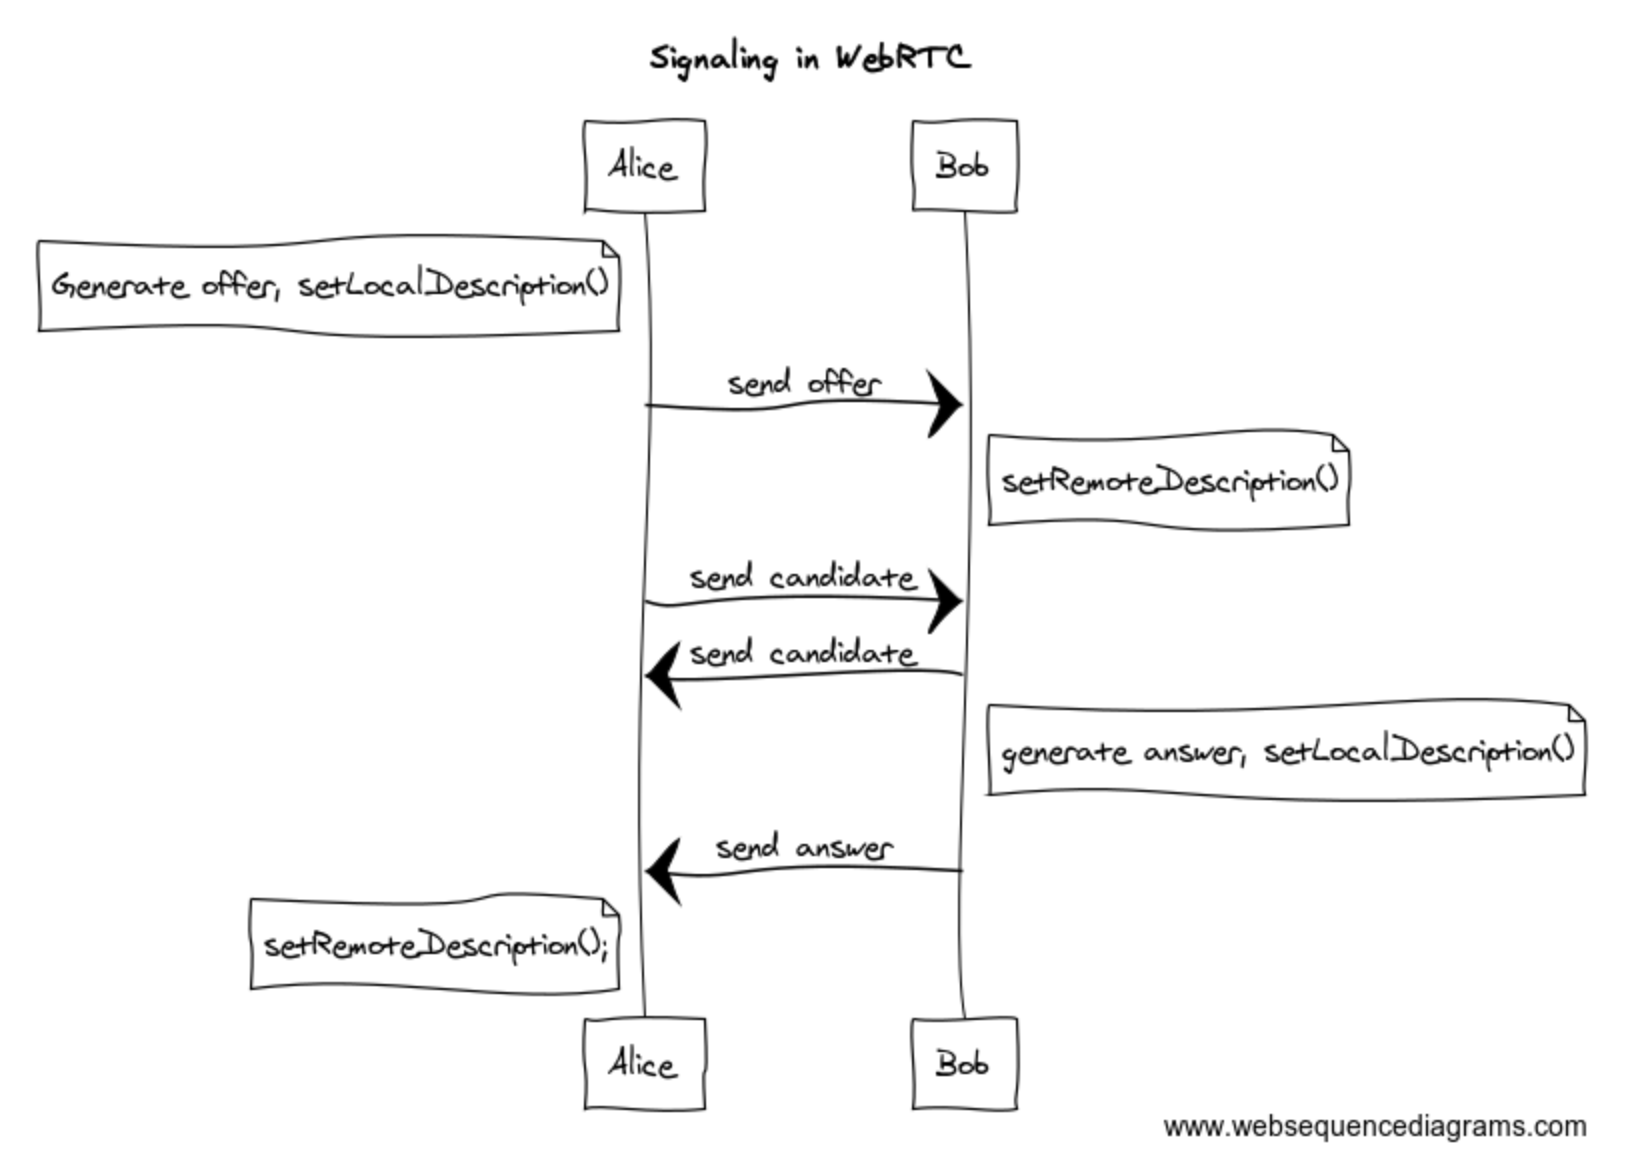 Signaling in WebRTC
Alice
Bob
Generate offer, setLocalDescription()
send offer
setRemoteDescription()
send candidate
send candidate
generate answer, setLocalDescription()
send answer
setRemoteDescription();
Alice
Bob
www.websequencediagrams.com